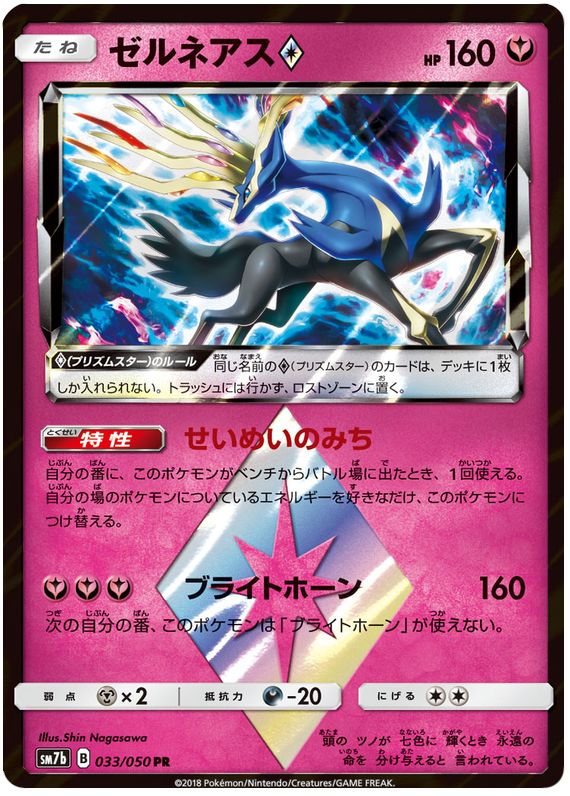 たね ゼルネアス◇ HP 160
◇(プリズムスター)のルール 同じ名前の◇(プリズムスター)のカードは、デッキに1枚
しか入れられない。トラッシュには行かず、ロストゾーンに置く。
特性 せいめいのみち
自分の番に、このポケモンがベンチからバトル場に出たとき、1回使える。
自分の場のポケモンについているエネルギーを好きなだけ、このポケモンに
つけ替える。
ブライトホーン 160
次の自分の番、このポケモンは「ブライトホーン」が使えない。
弱点 ×2 抵抗力 -20 にげる
Illus.Shin Nagasawa
SM7b B 033/050 PR
頭の ツノが 七色に 輝くとき 永遠の
命を 分け与えると 言われている。
©2018 Pokémon/Nintendo/Creatures/GAME FREAK.